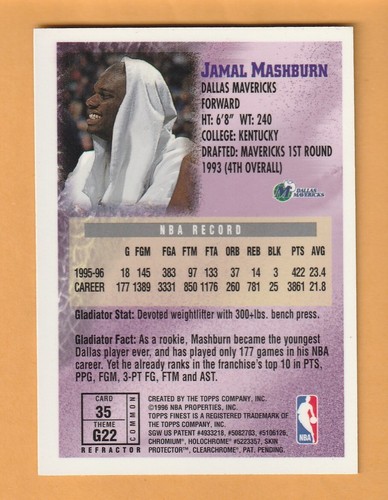 JAMAL MASHBURN
DALLAS MAVERICKS
FORWARD
HT: 6'8" WT: 240
COLLEGE: KENTUCKY
DRAFTED: MAVERICKS 1ST ROUND
1993 (4TH OVERALL)
DALLAS
MAVERICKS
NBA RECORD
G FGM FGA FTM FTA ORB REB BLK PTS AVG
1995-96 18 145 383 97 133 37 14 3 422 23.4
CAREER 177 1389 3331 850 1176 260 781 25 3861 21.8
Gladiator Stat: Devoted weightlifter with 300+lbs. bench press.
Gladiator Fact: As a rookie, Mashburn became the youngest
Dallas player ever, and has played only 177 games in his NBA
career. Yet he already ranks in the franchise's top 10 in PTS,
PPG, FGM, 3-PT FG, FTM and AST.
CARD
35
THEME
G22
COMMON
REFRACTOR
CREATED BY THE TOPPS COMPANY, INC.
©1996 NBA PROPERTIES, INC.
TOPPS FINEST IS A REGISTERED TRADEMARK OF
THE TOPPS COMPANY, INC.
SGW US PATENT #4933218, #5082703, #5106126,
CHROMIUM®, HOLOCHROME #5223357, SKIN
PROTECTOR™, CLEARCHROME®, PAT. PENDING.
NBA